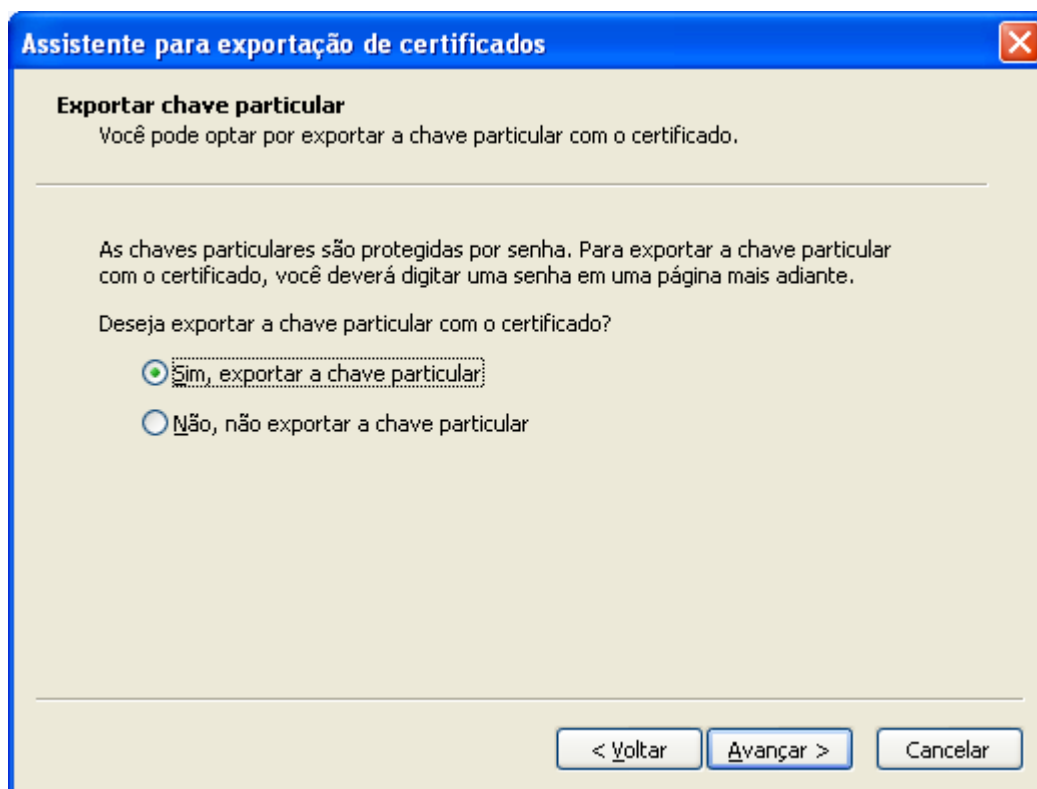 Assistente para exportação de certificados
Exportar chave particular
Você pode optar por exportar a chave particular com o certificado.
As chaves particulares são protegidas por senha. Para exportar a chave particular
com o certificado, você deverá digitar uma senha em uma página mais adiante.
Deseja exportar a chave particular com o certificado?
Sim, exportar a chave particular
Não, não exportar a chave particular
< Voltar
Avançar >
Cancelar